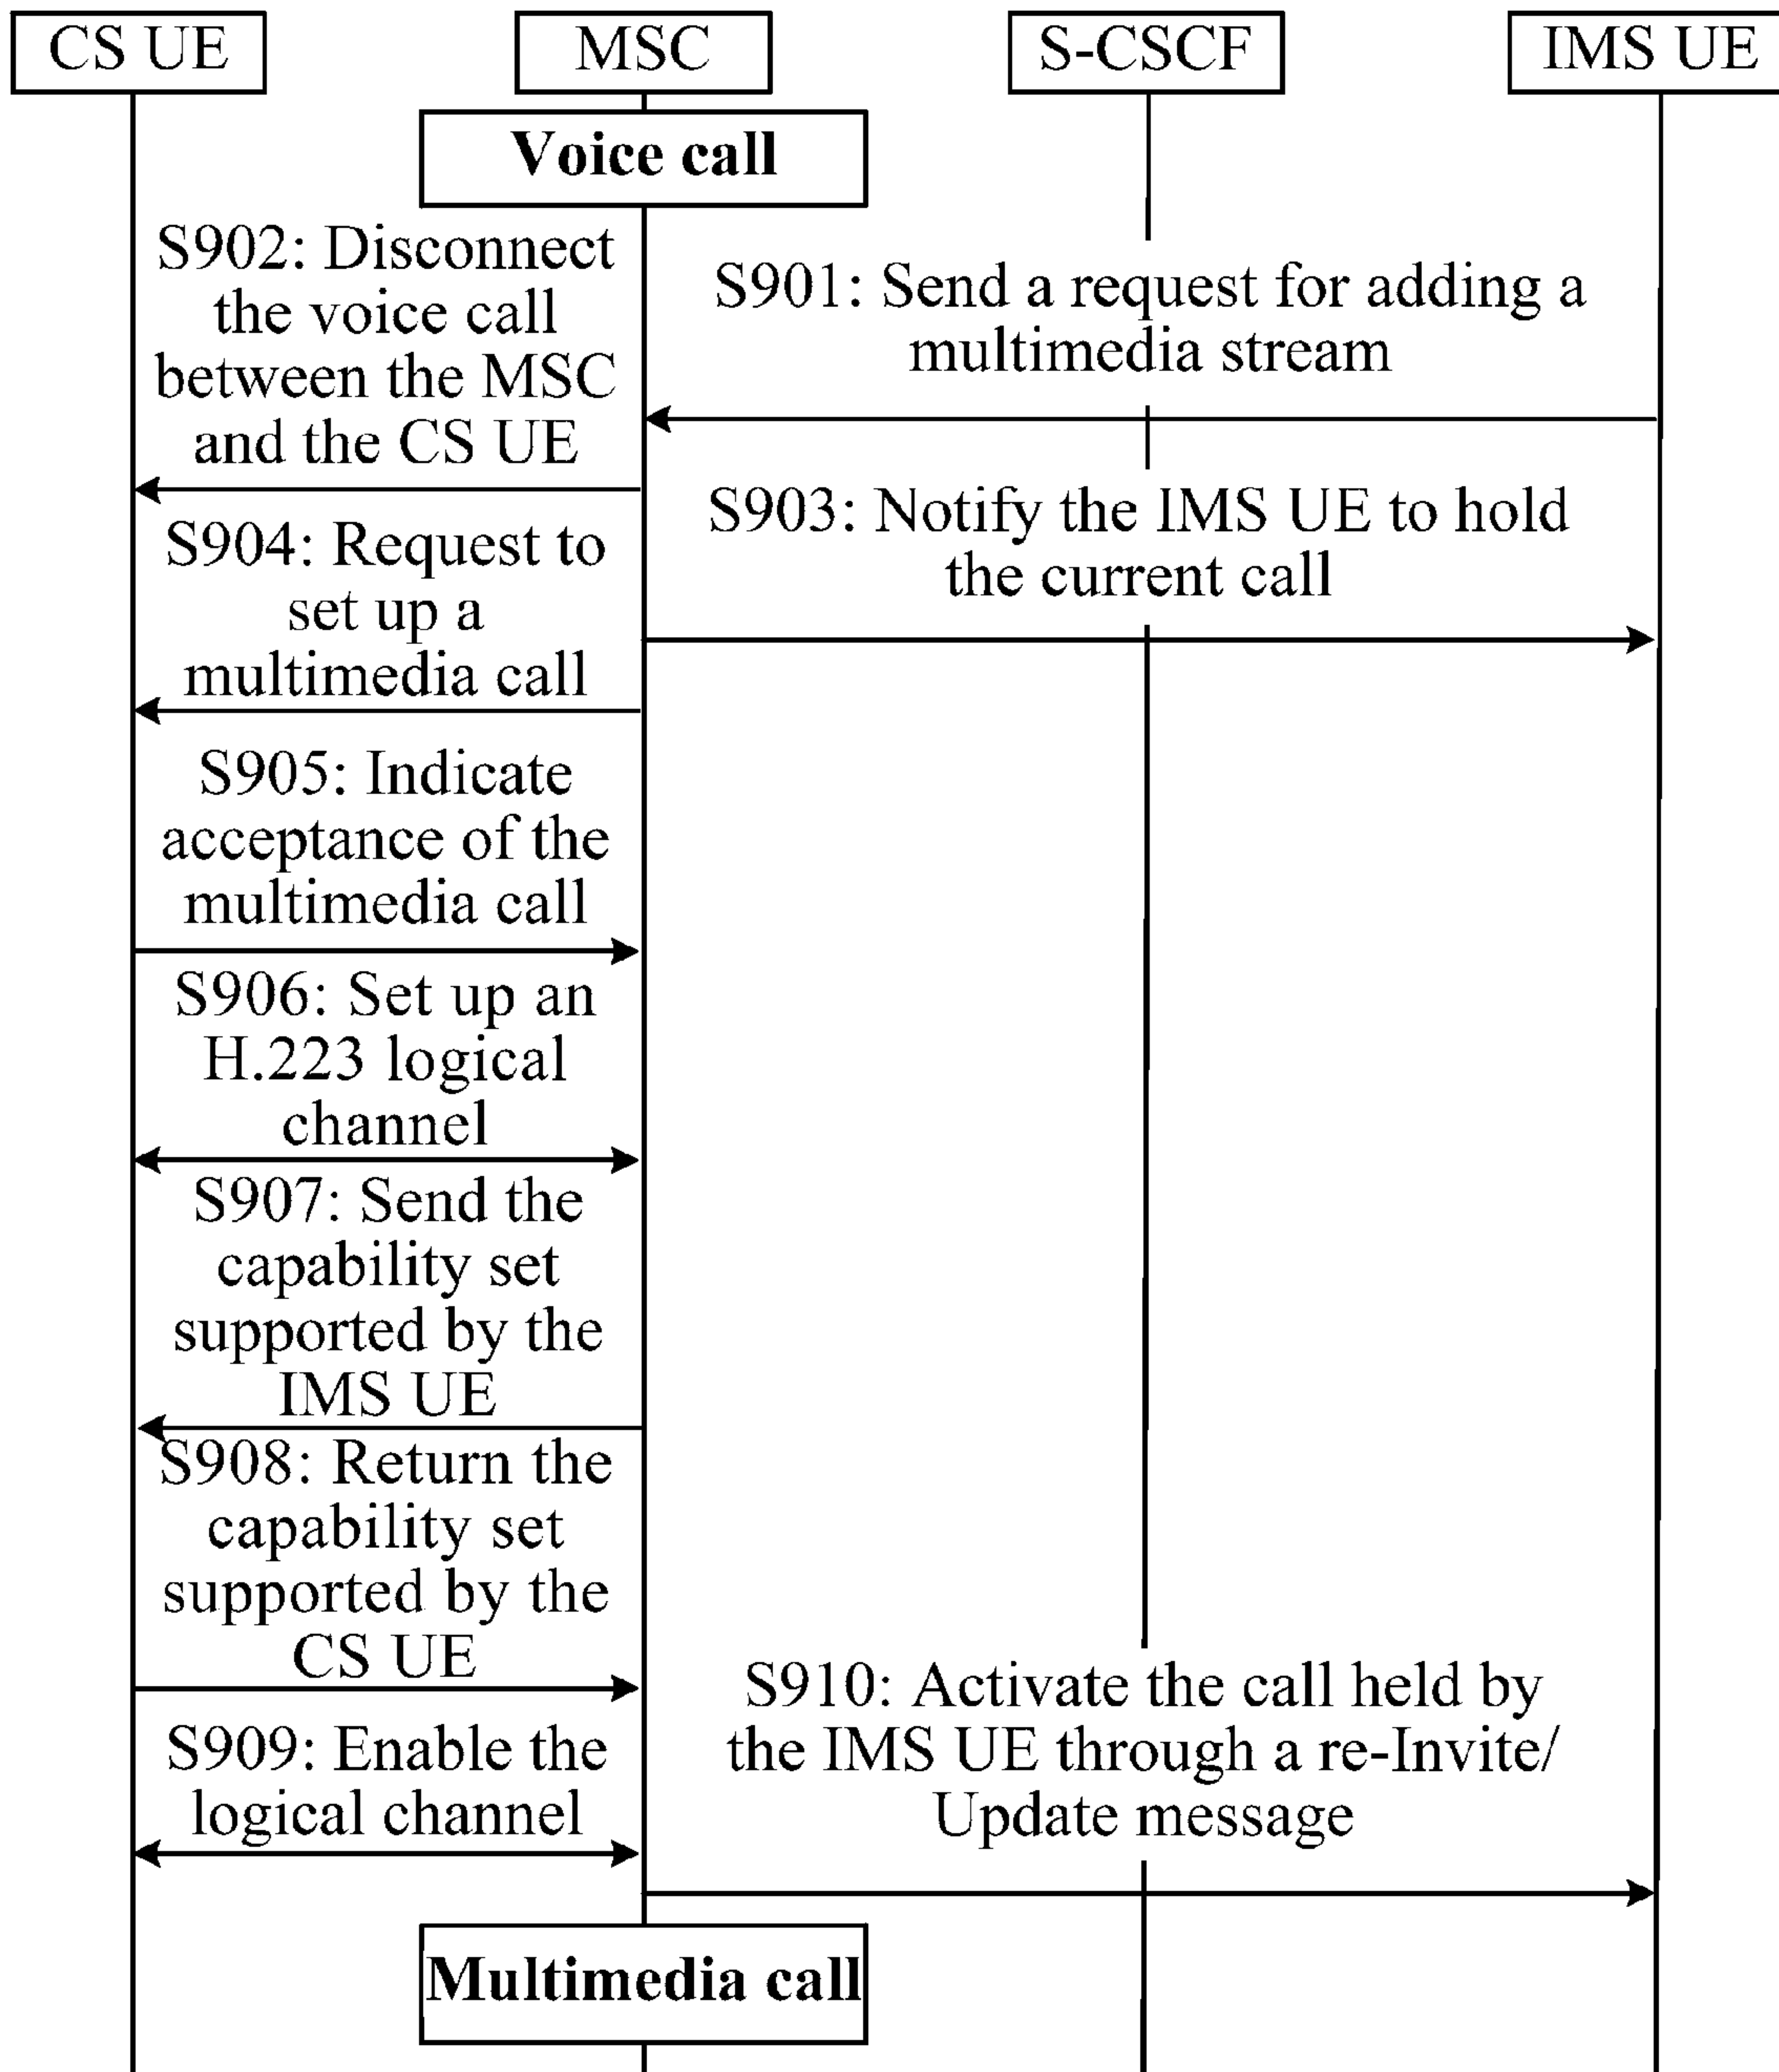 CS UE
MSC
S-CSCF
IMS UE
Voice call
S902: Disconnect
the voice call
between the MSC
and the CS UE
S901: Send a request for adding a
multimedia stream
S903: Notify the IMS UE to hold
the current call
S904: Request to
set up a
multimedia call
S905: Indicate
acceptance of the
multimedia call
S906: Set up an
H.223 logical
channel
S907: Send the
capability set
supported by the
IMS UE
S908: Return the
capability set
supported by the
CS UE
S909: Enable the
logical channel
S910: Activate the call held by
the IMS UE through a re-Invite/
Update message
Multimedia call